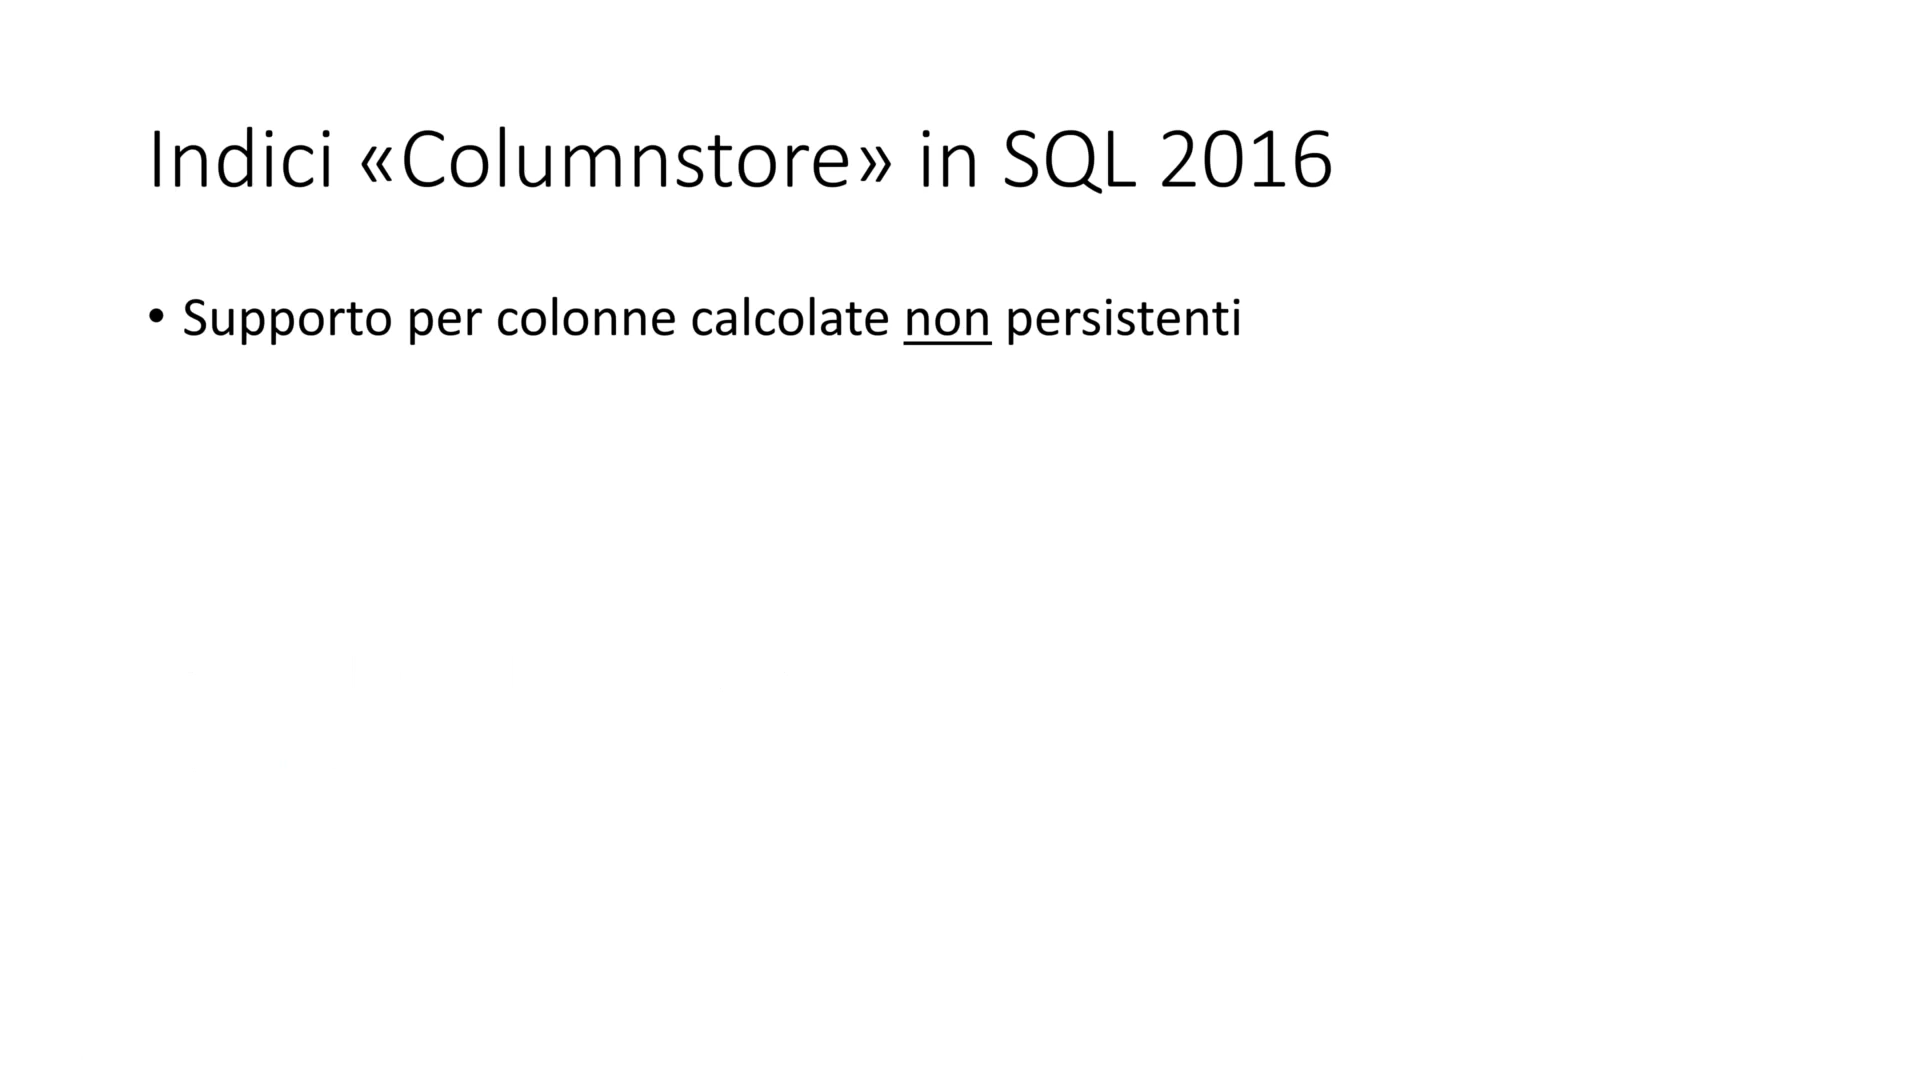 Indici «Columnstore» in SQL 2016
• Supporto per colonne calcolate non persistenti